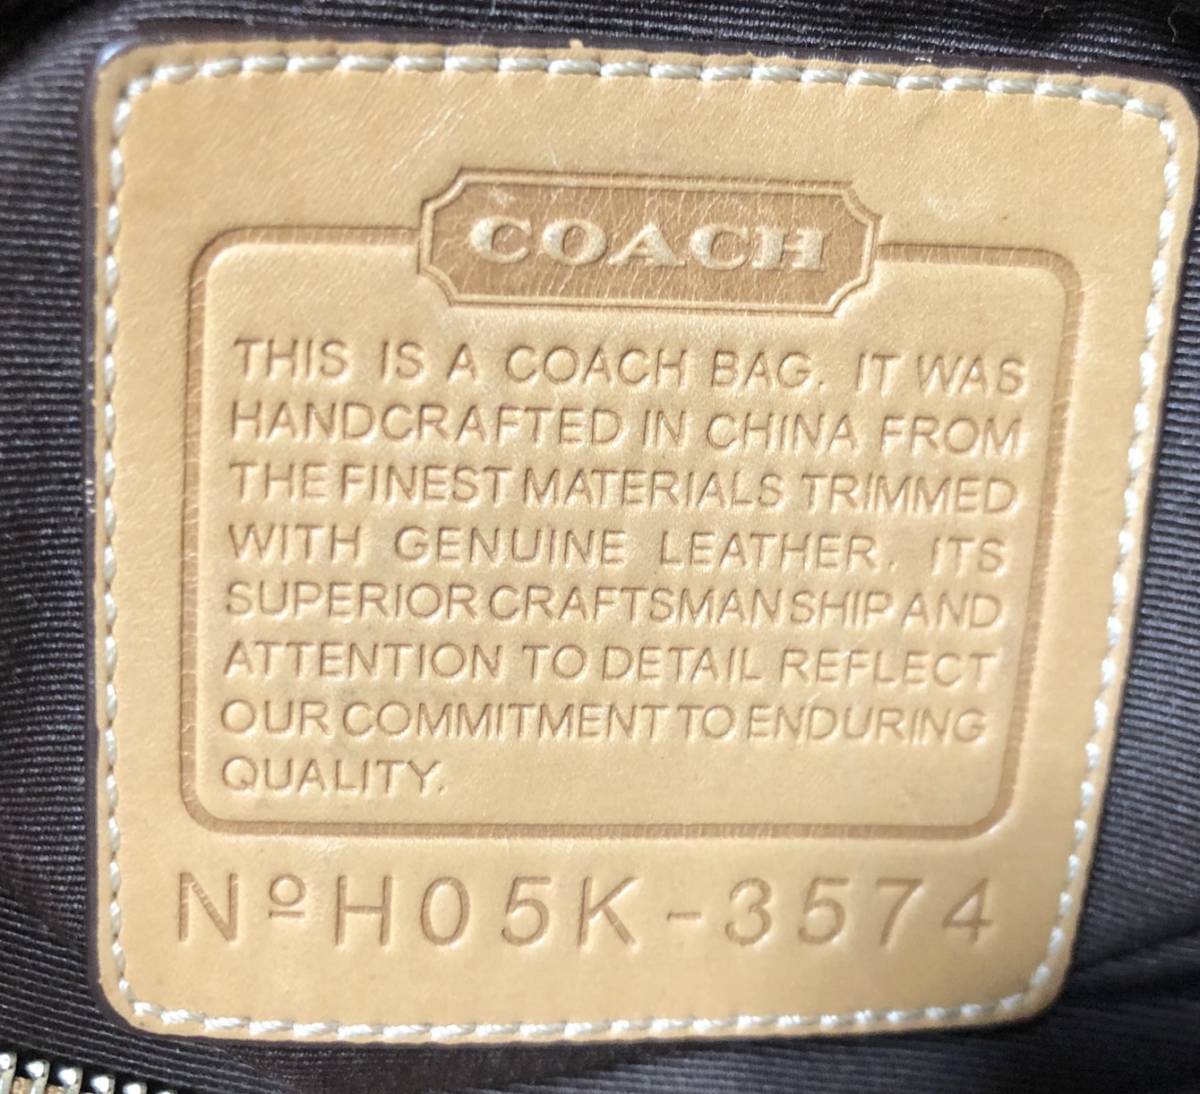 COACH
THIS IS A COACH BAG. IT WAS
HANDCRAFTED IN CHINA FROM
THE FINEST MATERIALS TRIMMED
WITH GENUINE LEATHER. ITS
SUPERIOR CRAFTSMANSHIP AND
ATTENTION TO DETAIL REFLECT
OUR COMMITMENT TO ENDURING
QUALITY.
Nº H05K-3574